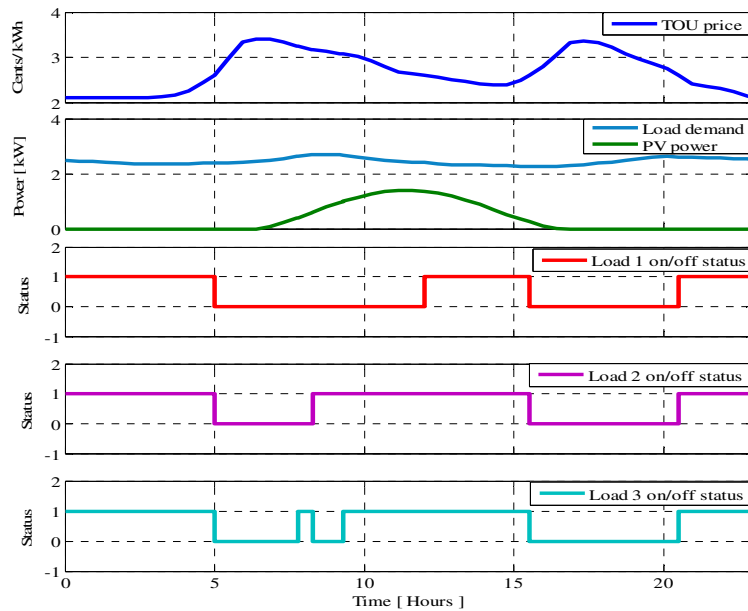 Cents/kWh
4
3
2
TOU price
Power [ kW]
4
2
0
Load demand
PV power
Status
2
1
0
-1
Load 1 on/off status
Status
2
1
0
-1
Load 2 on/off status
Status
2
1
0
-1
Load 3 on/off status
0 5 10 15 20
Time [ Hours ]